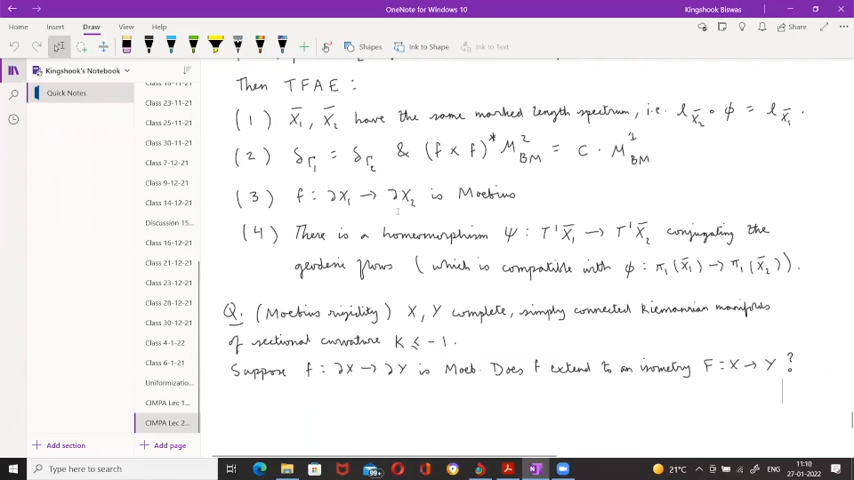 OneNote for Windows 10
Kingshook Biswas
Home Insert Draw View Help
Shapes Ink to Shape Ink to Text Share
Kingshook's Notebook
Quick Notes
Class 23-11-21
Class 25-11-21
Class 30-11-21
Class 7-12-21
Class 9-12-21
Class 14-12-21
Discussion 15...
Class 16-12-21
Class 21-12-21
Class 23-12-21
Class 28-12-21
Class 30-12-21
Class 4-1-22
Class 6-1-21
Uniformizatio...
CIMPA Lec 1...
CIMPA Lec 2...
Add section Add page
Then TFAE :
(1) X̄₁, X̄₂ have the same marked length spectrum, i.e. l_X̄₂ ∘ φ = l_X̄₁ .
(2) δ_Γ₁ = δ_Γ₂ & (f × f)* M²_BM = C · M¹_BM
(3) f : ∂X₁ → ∂X₂ is Moebius
(4) There is a homeomorphism Ψ : T¹X̄₁ → T¹X̄₂ conjugating the
geodesic flows (which is compatible with φ : π₁(X̄₁) → π₁(X̄₂)).
Q. (Moebius rigidity) X, Y complete, simply connected Riemannian manifolds
of sectional curvature K ≤ -1.
Suppose f : ∂X → ∂Y is Moeb. Does f extend to an isometry F : X → Y ?
Type here to search
99+
21°C
ENG
11:10
27-01-2022